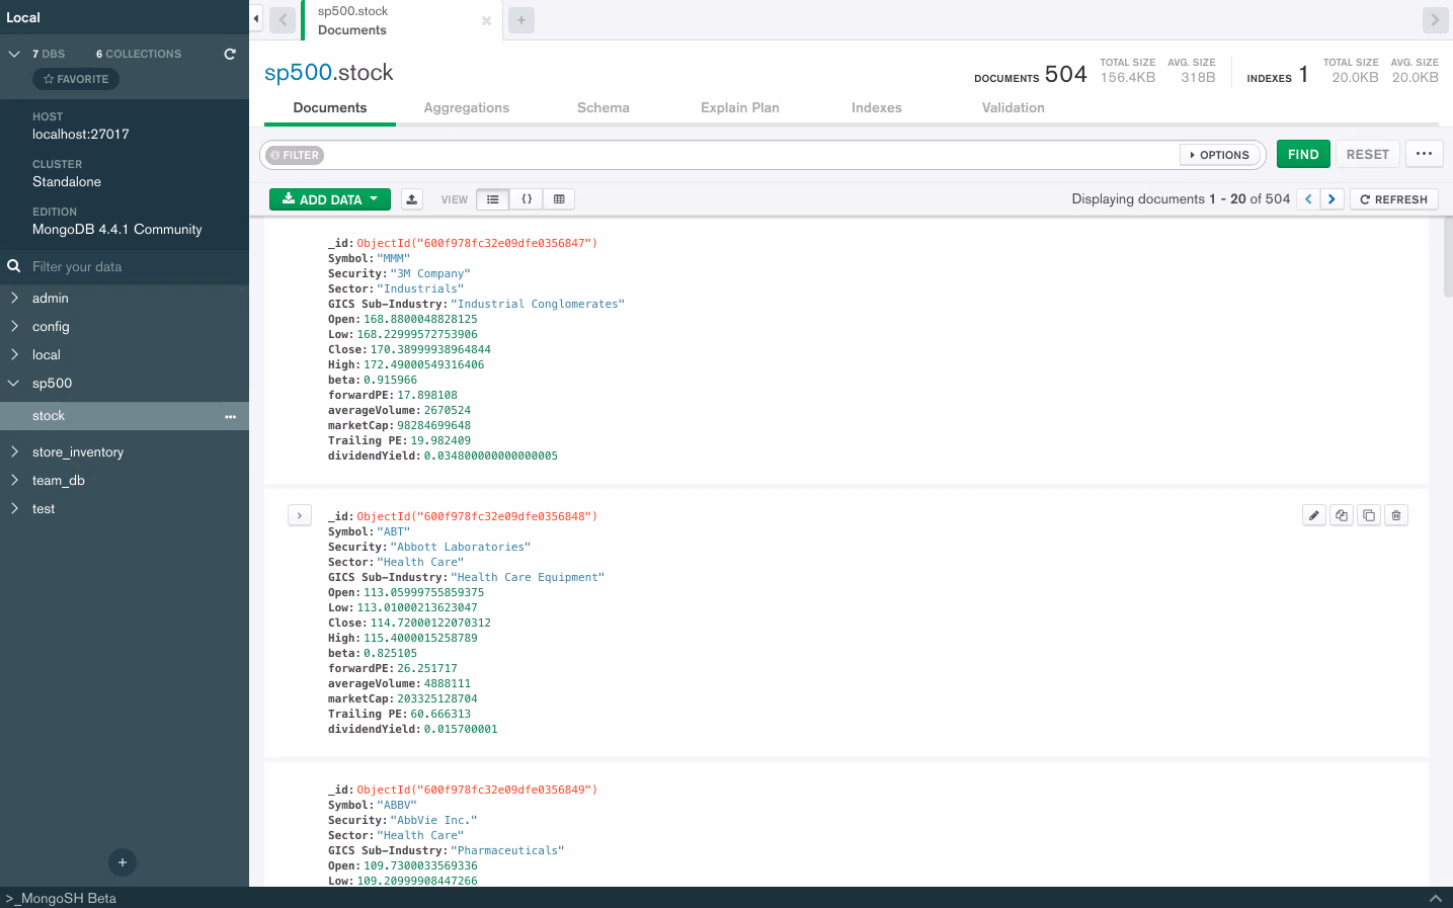 Local
7 DBS 6 COLLECTIONS
FAVORITE
HOST
localhost:27017
CLUSTER
Standalone
EDITION
MongoDB 4.4.1 Community
Filter your data
admin
config
local
sp500
stock
store_inventory
team_db
test
>_MongoSH Beta
sp500.stock
Documents
sp500.stock
DOCUMENTS 504 TOTAL SIZE 156.4KB AVG. SIZE 318B INDEXES 1 TOTAL SIZE 20.0KB AVG. SIZE 20.0KB
Documents Aggregations Schema Explain Plan Indexes Validation
FILTER OPTIONS FIND RESET
ADD DATA VIEW Displaying documents 1 - 20 of 504 REFRESH
_id: ObjectId("600f978fc32e09dfe0356847")
Symbol: "MMM"
Security: "3M Company"
Sector: "Industrials"
GICS Sub-Industry: "Industrial Conglomerates"
Open: 168.8800048828125
Low: 168.22999572753906
Close: 170.38999938964844
High: 172.49000549316406
beta: 0.915966
forwardPE: 17.898108
averageVolume: 2670524
marketCap: 98284699648
Trailing PE: 19.982409
dividendYield: 0.034800000000000005
_id: ObjectId("600f978fc32e09dfe0356848")
Symbol: "ABT"
Security: "Abbott Laboratories"
Sector: "Health Care"
GICS Sub-Industry: "Health Care Equipment"
Open: 113.05999755859375
Low: 113.01000213623047
Close: 114.72000122070312
High: 115.4000015258789
beta: 0.825105
forwardPE: 26.251717
averageVolume: 4888111
marketCap: 203325128704
Trailing PE: 60.666313
dividendYield: 0.015700001
_id: ObjectId("600f978fc32e09dfe0356849")
Symbol: "ABBV"
Security: "AbbVie Inc."
Sector: "Health Care"
GICS Sub-Industry: "Pharmaceuticals"
Open: 109.7300033569336
Low: 109.20999908447266